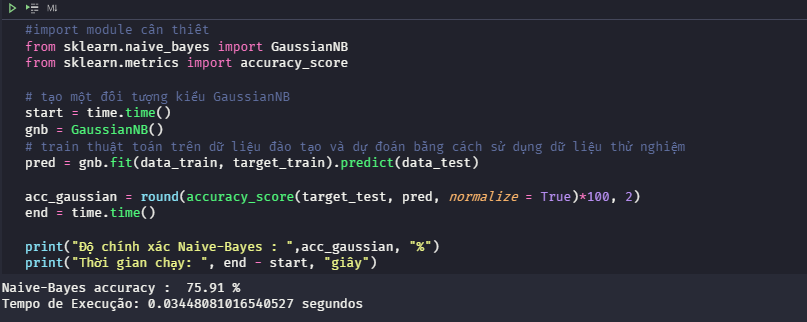 M↓
#import module cần thiết
from sklearn.naive_bayes import GaussianNB
from sklearn.metrics import accuracy_score
# tạo một đối tượng kiểu GaussianNB
start = time.time()
gnb = GaussianNB()
# train thuật toán trên dữ liệu đào tạo và dự đoán bằng cách sử dụng dữ liệu thử nghiệm
pred = gnb.fit(data_train, target_train).predict(data_test)
acc_gaussian = round(accuracy_score(target_test, pred, normalize = True)*100, 2)
end = time.time()
print("Độ chính xác Naive-Bayes : ",acc_gaussian, "%")
print("Thời gian chạy: ", end - start, "giây")
Naive-Bayes accuracy :  75.91 %
Tempo de Execução: 0.03448081016540527 segundos